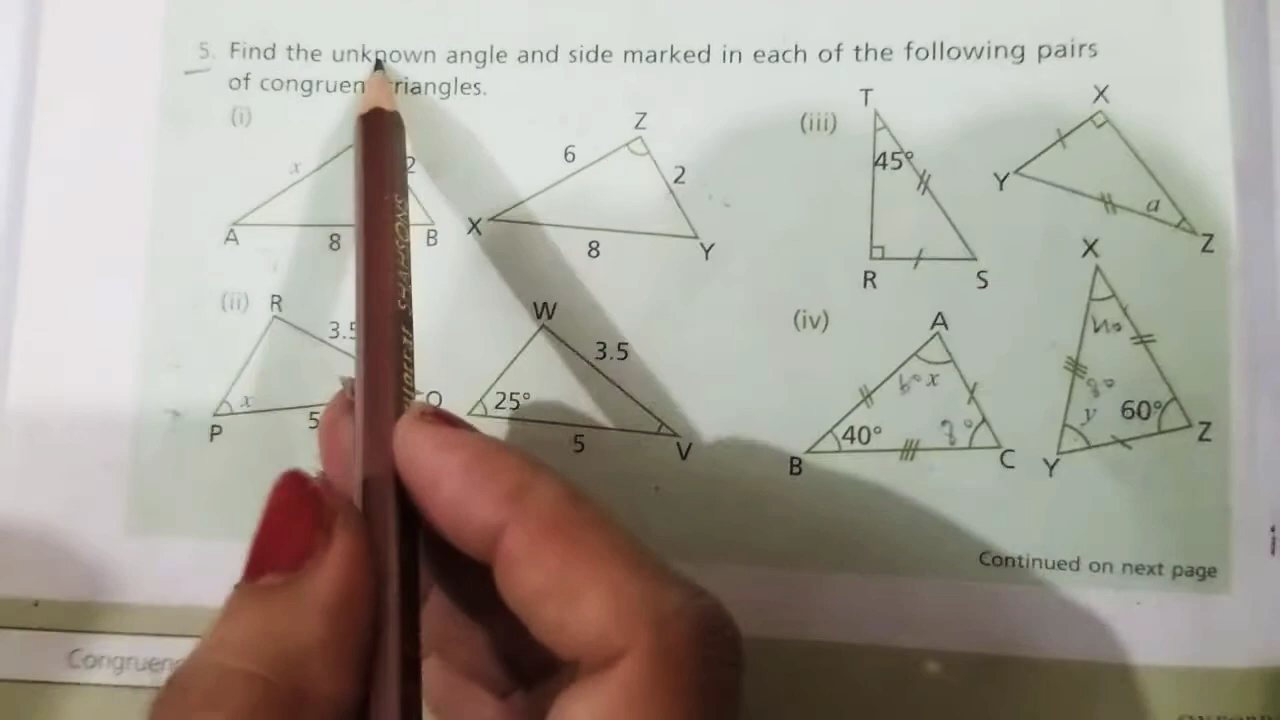 5. Find the unknown angle and side marked in each of the following pairs
of congruen riangles.
(i)
x
2
A
8
B
Z
6
2
X
8
Y
(iii)
T
45°
R
S
X
Y
a
Z
(ii) R
3.5
P
x
5
Q
W
3.5
25°
5
V
(iv)
A
x
40°
B
C
X
y
60°
Z
Y
Continued on next page
Congruen